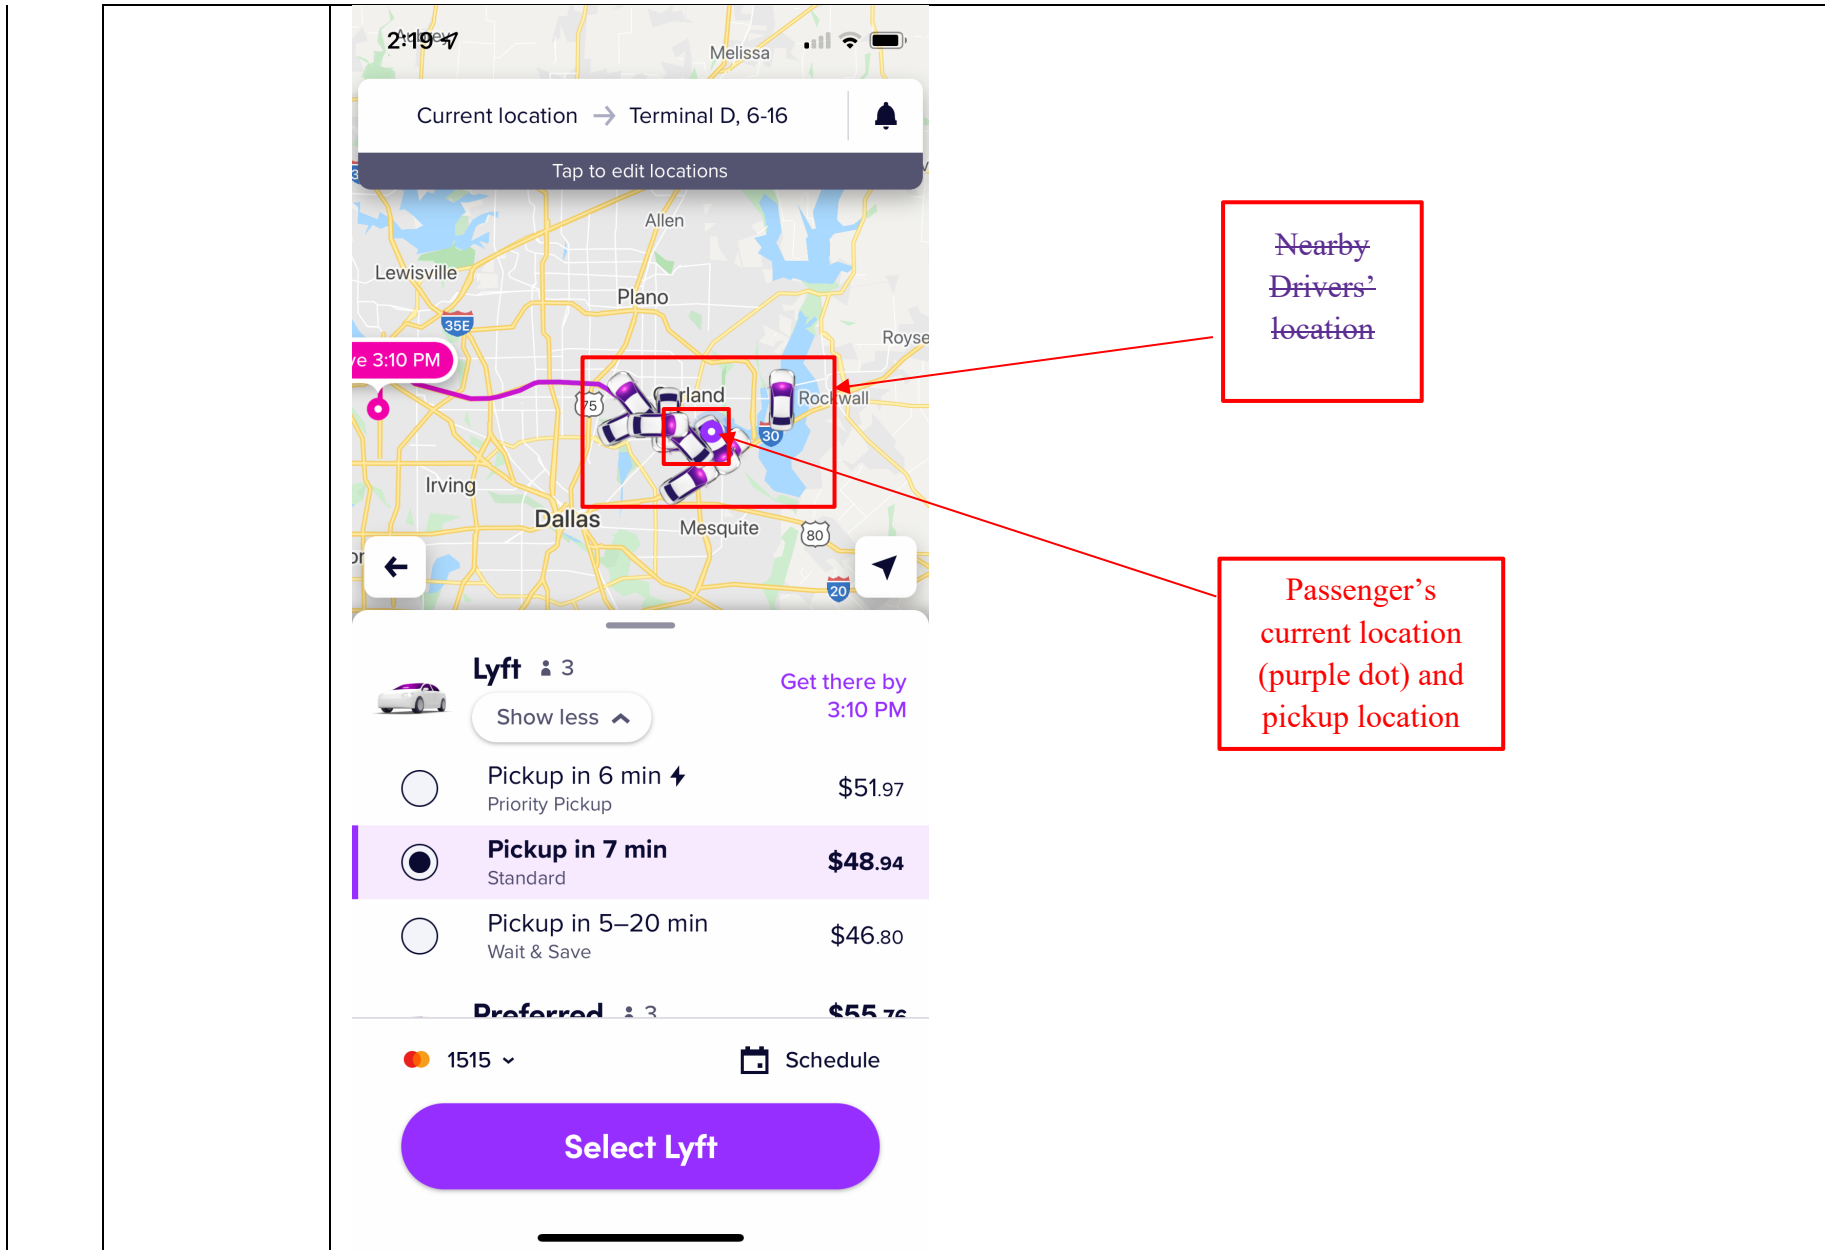 Aubrey
2:19
Melissa
Current location → Terminal D, 6-16
Tap to edit locations
Allen
Lewisville
Plano
35E
Royse
ve 3:10 PM
75
rland
Rockwall
30
Irving
Dallas
Mesquite
80
20
Lyft 3
Show less
Get there by
3:10 PM
Pickup in 6 min
Priority Pickup
$51.97
Pickup in 7 min
Standard
$48.94
Pickup in 5–20 min
Wait & Save
$46.80
Preferred 3
$55.76
1515
Schedule
Select Lyft
Nearby
Drivers’
location
Passenger’s
current location
(purple dot) and
pickup location